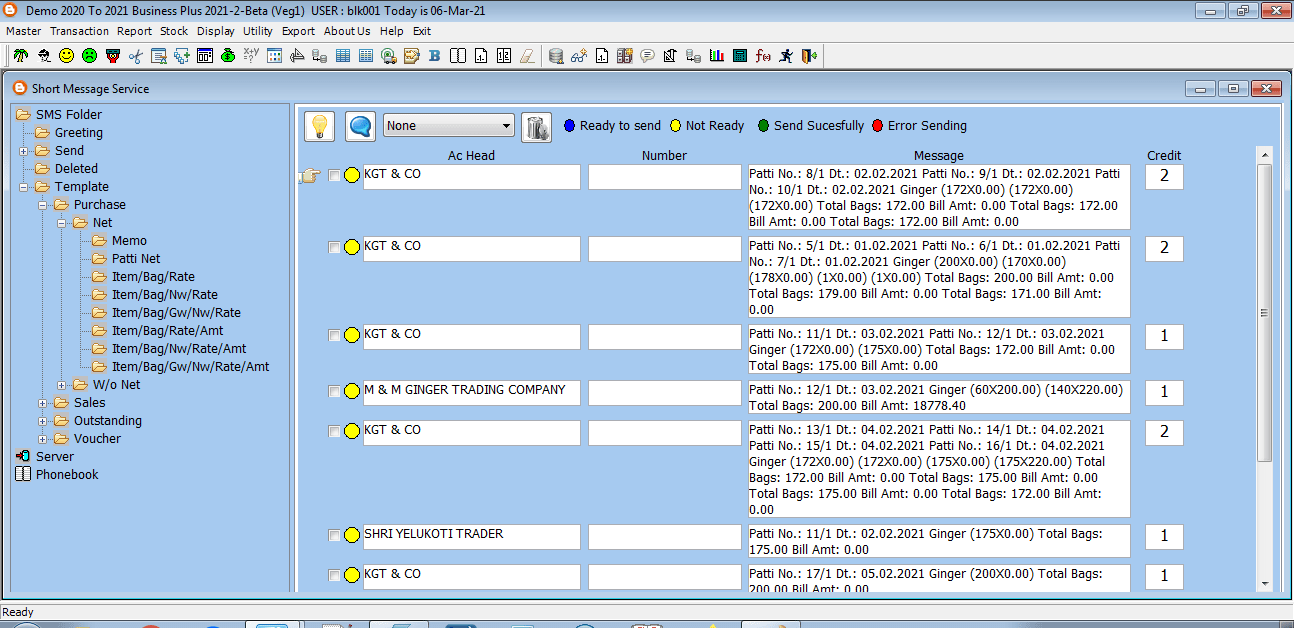 Demo 2020 To 2021 Business Plus 2021-2-Beta (Veg1)  USER : blk001 Today is 06-Mar-21
Master Transaction Report Stock Display Utility Export About Us Help Exit
Short Message Service
SMS Folder
Greeting
Send
Deleted
Template
Purchase
Net
Memo
Patti Net
Item/Bag/Rate
Item/Bag/Nw/Rate
Item/Bag/Gw/Nw/Rate
Item/Bag/Rate/Amt
Item/Bag/Nw/Rate/Amt
Item/Bag/Gw/Nw/Rate/Amt
W/o Net
Sales
Outstanding
Voucher
Server
Phonebook
None Ready to send Not Ready Send Sucesfully Error Sending
Ac Head Number Message Credit
KGT & CO Patti No.: 8/1 Dt.: 02.02.2021 Patti No.: 9/1 Dt.: 02.02.2021 Patti 2
No.: 10/1 Dt.: 02.02.2021 Ginger (172X0.00) (172X0.00)
(172X0.00) Total Bags: 172.00 Bill Amt: 0.00 Total Bags: 172.00
Bill Amt: 0.00 Total Bags: 172.00 Bill Amt: 0.00
KGT & CO Patti No.: 5/1 Dt.: 01.02.2021 Patti No.: 6/1 Dt.: 01.02.2021 Patti 2
No.: 7/1 Dt.: 01.02.2021 Ginger (200X0.00) (170X0.00)
(178X0.00) (1X0.00) (1X0.00) Total Bags: 200.00 Bill Amt: 0.00
Total Bags: 179.00 Bill Amt: 0.00 Total Bags: 171.00 Bill Amt:
0.00
KGT & CO Patti No.: 11/1 Dt.: 03.02.2021 Patti No.: 12/1 Dt.: 03.02.2021 1
Ginger (172X0.00) (175X0.00) Total Bags: 172.00 Bill Amt: 0.00
Total Bags: 175.00 Bill Amt: 0.00
M & M GINGER TRADING COMPANY Patti No.: 12/1 Dt.: 03.02.2021 Ginger (60X200.00) (140X220.00) 1
Total Bags: 200.00 Bill Amt: 18778.40
KGT & CO Patti No.: 13/1 Dt.: 04.02.2021 Patti No.: 14/1 Dt.: 04.02.2021 2
Patti No.: 15/1 Dt.: 04.02.2021 Patti No.: 16/1 Dt.: 04.02.2021
Ginger (172X0.00) (172X0.00) (175X0.00) (175X220.00) Total
Bags: 172.00 Bill Amt: 0.00 Total Bags: 175.00 Bill Amt: 0.00
Total Bags: 175.00 Bill Amt: 0.00 Total Bags: 172.00 Bill Amt:
0.00
SHRI YELUKOTI TRADER Patti No.: 11/1 Dt.: 02.02.2021 Ginger (175X0.00) Total Bags: 1
175.00 Bill Amt: 0.00
KGT & CO Patti No.: 17/1 Dt.: 05.02.2021 Ginger (200X0.00) Total Bags: 1
200.00 Bill Amt: 0.00
Ready